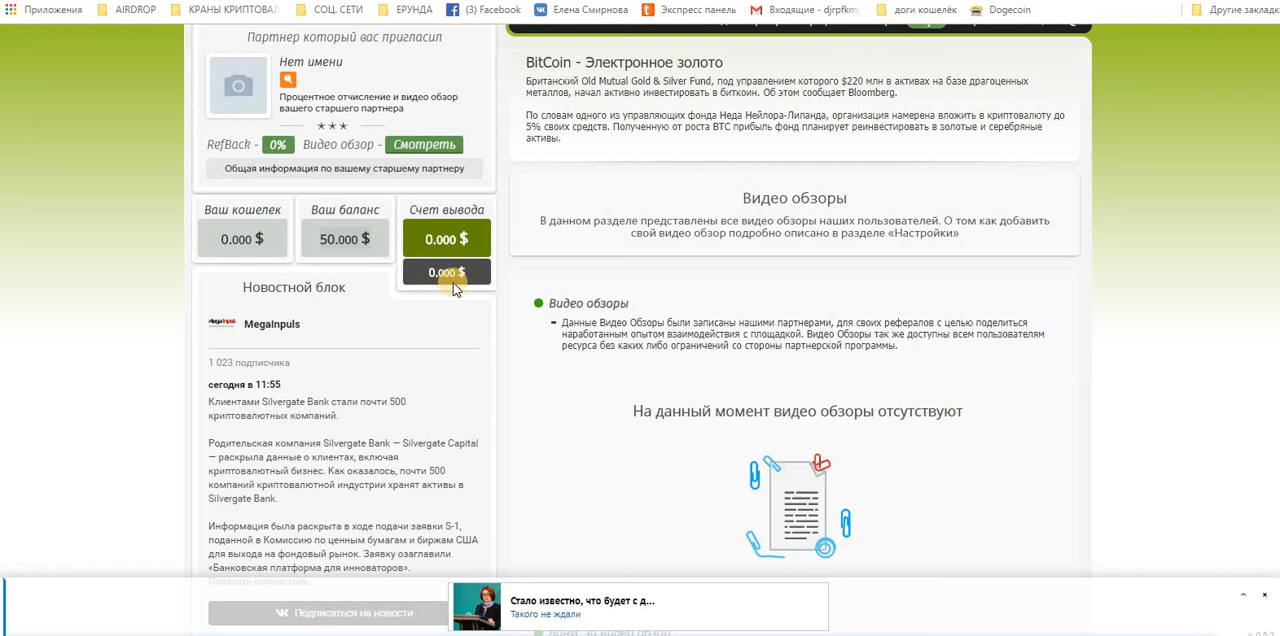 Приложения
AIRDROP
КРАНЫ КРИПТОВАЛ
СОЦ. СЕТИ
ЕРУНДА
(3) Facebook
Елена Смирнова
Экспресс панель
Входящие - djrpfkmy
доги кошелёк
Dogecoin
Другие закладк
Партнер который вас пригласил
Нет имени
Процентное отчисление и видео обзор
вашего старшего партнера
RefBack - 0% Видео обзор - Смотреть
Общая информация по вашему старшему партнеру
Ваш кошелек
0.000 $
Ваш баланс
50.000 $
Счет вывода
0.000 $
0.000 $
Новостной блок
MegaInpuls
MegaInpuls
1 023 подписчика
сегодня в 11:55
Клиентами Silvergate Bank стали почти 500
криптовалютных компаний.
Родительская компания Silvergate Bank — Silvergate Capital
— раскрыла данные о клиентах, включая
криптовалютный бизнес. Как оказалось, почти 500
компаний криптовалютной индустрии хранят активы в
Silvergate Bank.
Информация была раскрыта в ходе подачи заявки S-1,
поданной в Комиссию по ценным бумагам и биржам США
для выхода на фондовый рынок. Заявку озаглавили
«Банковская платформа для инноваторов».
Показать полностью...
Подписаться на новости
BitCoin - Электронное золото
Британский Old Mutual Gold & Silver Fund, под управлением которого $220 млн в активах на базе драгоценных
металлов, начал активно инвестировать в биткоин. Об этом сообщает Bloomberg.
По словам одного из управляющих фонда Неда Нейлора-Лиланда, организация намерена вложить в криптовалюту до
5% своих средств. Полученную от роста BTC прибыль фонд планирует реинвестировать в золотые и серебряные
активы.
Видео обзоры
В данном разделе представлены все видео обзоры наших пользователей. О том как добавить
свой видео обзор подробно описано в разделе «Настройки»
Видео обзоры
Данные Видео Обзоры были записаны нашими партнерами, для своих рефералов с целью поделиться
наработанным опытом взаимодействия с площадкой. Видео Обзоры так же доступны всем пользователям
ресурса без каких либо ограничений со стороны партнерской программы.
На данный момент видео обзоры отсутствуют
Стало известно, что будет с д...
Такого не ждали
Бонус за видео обзор